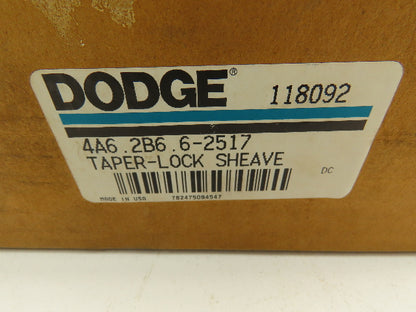 DODGE® 118092
4A6.2B6.6-2517
TAPER-LOCK SHEAVE
DC
MADE IN USA 782475094547